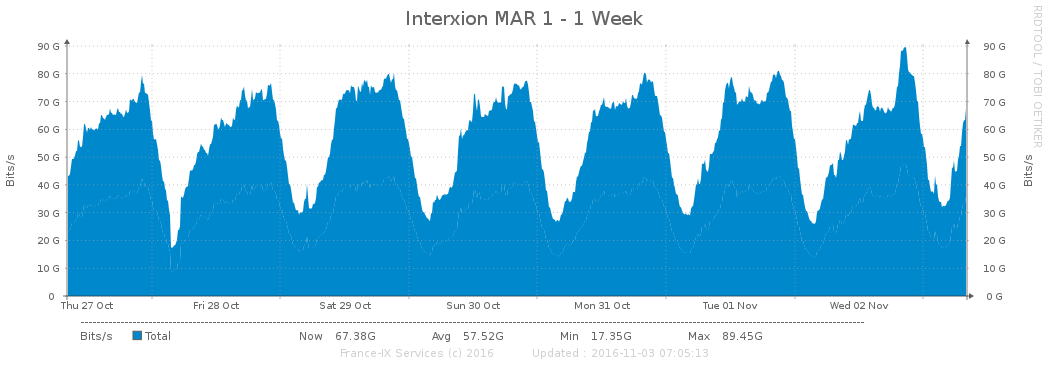 Interxion MAR 1 - 1 Week
RRDTOOL / TOBI OETIKER
Bits/s
90 G
80 G
70 G
60 G
50 G
40 G
30 G
20 G
10 G
0
90 G
80 G
70 G
60 G
50 G
40 G
30 G
20 G
10 G
0 G
Bits/s
Thu 27 Oct Fri 28 Oct Sat 29 Oct Sun 30 Oct Mon 31 Oct Tue 01 Nov Wed 02 Nov
Bits/s Total Now 67.38G Avg 57.52G Min 17.35G Max 89.45G
France-IX Services (c) 2016 Updated : 2016-11-03 07:05:13